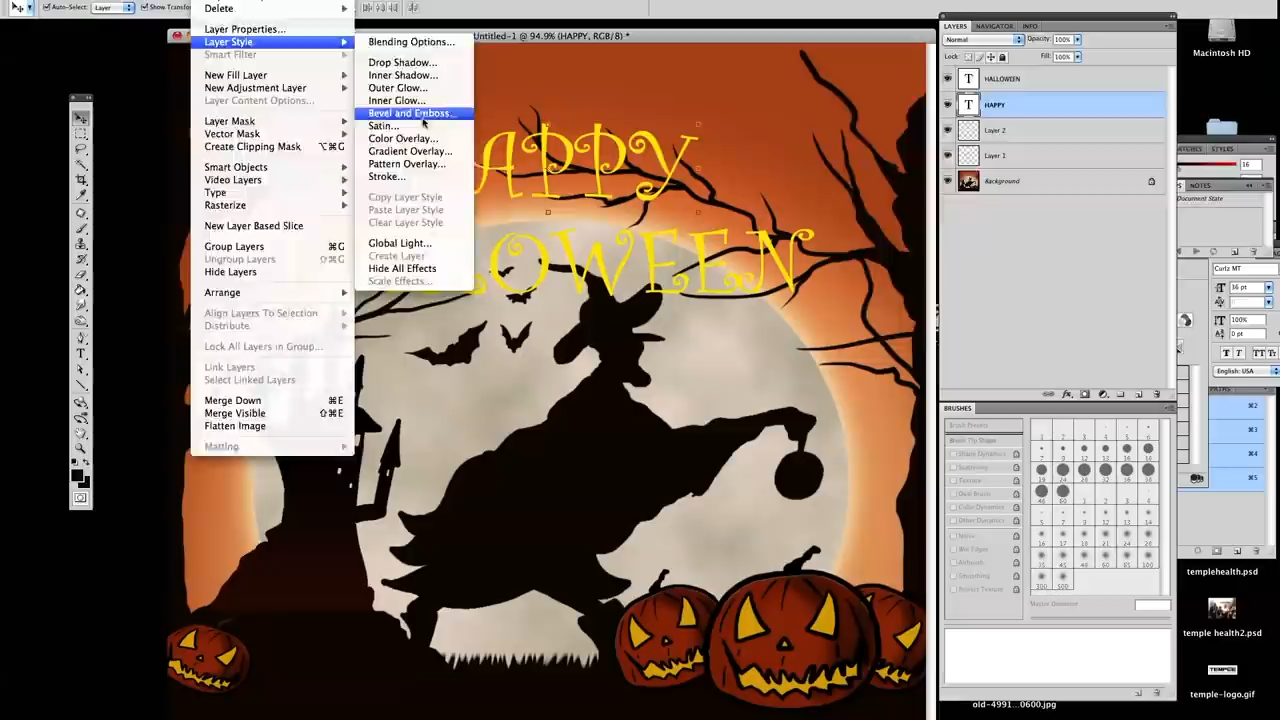 Auto-Select: Layer Show Transform
Delete
Layer Properties...
Layer Style
Smart Filter
New Fill Layer
New Adjustment Layer
Layer Content Options...
Layer Mask
Vector Mask
Create Clipping Mask ⌥⌘G
Smart Objects
Video Layers
Type
Rasterize
New Layer Based Slice
Group Layers ⌘G
Ungroup Layers ⇧⌘G
Hide Layers
Arrange
Align Layers To Selection
Distribute
Lock All Layers in Group...
Link Layers
Select Linked Layers
Merge Down ⌘E
Merge Visible ⇧⌘E
Flatten Image
Matting
Blending Options...
Drop Shadow...
Inner Shadow...
Outer Glow...
Inner Glow...
Bevel and Emboss...
Satin...
Color Overlay...
Gradient Overlay...
Pattern Overlay...
Stroke...
Copy Layer Style
Paste Layer Style
Clear Layer Style
Global Light...
Create Layer
Hide All Effects
Scale Effects...
Untitled-1 @ 94.9% (HAPPY, RGB/8) *
APPY
LOWEEN
LAYERS NAVIGATOR INFO
Normal Opacity: 100%
Lock: Fill: 100%
T HALLOWEEN
T HAPPY
Layer 2
Layer 1
Background
fx
BRUSHES
Brush Presets
Brush Tip Shape
Shape Dynamics
Scattering
Texture
Dual Brush
Color Dynamics
Other Dynamics
Noise
Wet Edges
Airbrush
Smoothing
Protect Texture
Master Diameter
Macintosh HD
STYLES
16
NOTES
Document State
Curlz MT
36 pt
100%
0 pt
English: USA
⌘2
⌘3
⌘4
⌘5
templehealth.psd
temple health2.psd
TEMPLE
temple-logo.gif
old-4991...0600.jpg